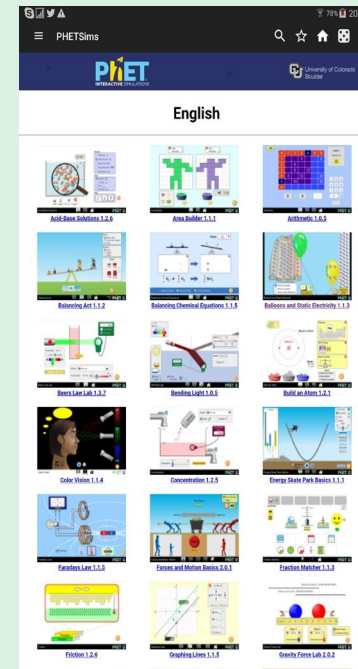 78% 20
PHETSims
PhET
INTERACTIVE SIMULATIONS
University of Colorado
Boulder
English
Acid-Base Solutions 1.2.6
Area Builder 1.1.1
Arithmetic 1.0.5
Balancing Act 1.1.2
Balancing Chemical Equations 1.1.5
Balloons and Static Electricity 1.1.3
Beers Law Lab 1.3.7
Bending Light 1.0.5
Build an Atom 1.2.1
Color Vision 1.1.4
Concentration 1.2.5
Energy Skate Park Basics 1.1.1
Faradays Law 1.1.5
Forces and Motion Basics 2.0.1
Fraction Matcher 1.1.3
Friction 1.2.6
Graphing Lines 1.1.5
Gravity Force Lab 2.0.2